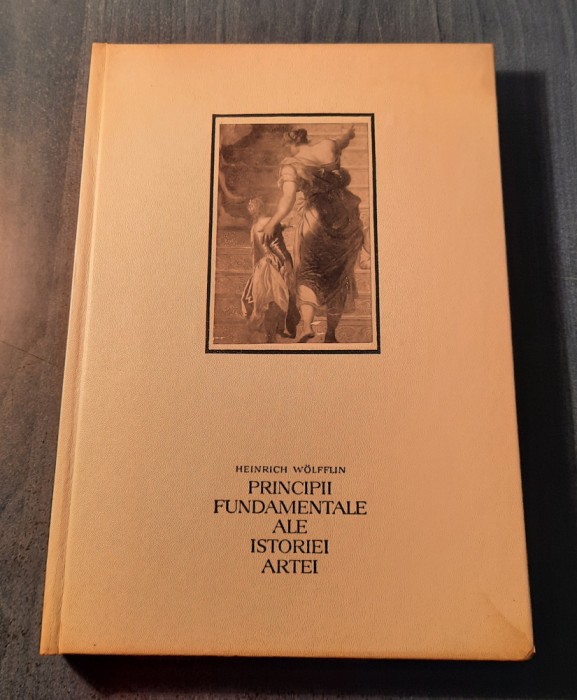 HEINRICH WÖLFFLIN
PRINCIPII
FUNDAMENTALE
ALE
ISTORIEI
ARTEI